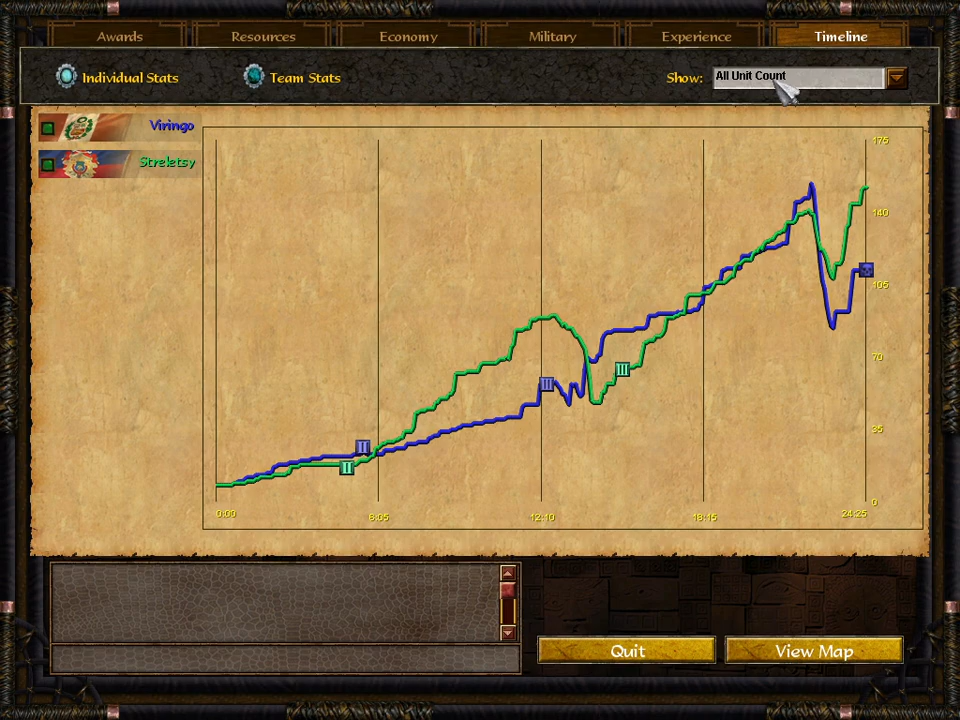 Awards Resources Economy Military Experience Timeline
Individual Stats Team Stats Show: All Unit Count
Viringo
Streletsy
175
140
105
70
35
0
III
III
II
II
0:00 6:05 12:10 18:15 24:25
Quit View Map